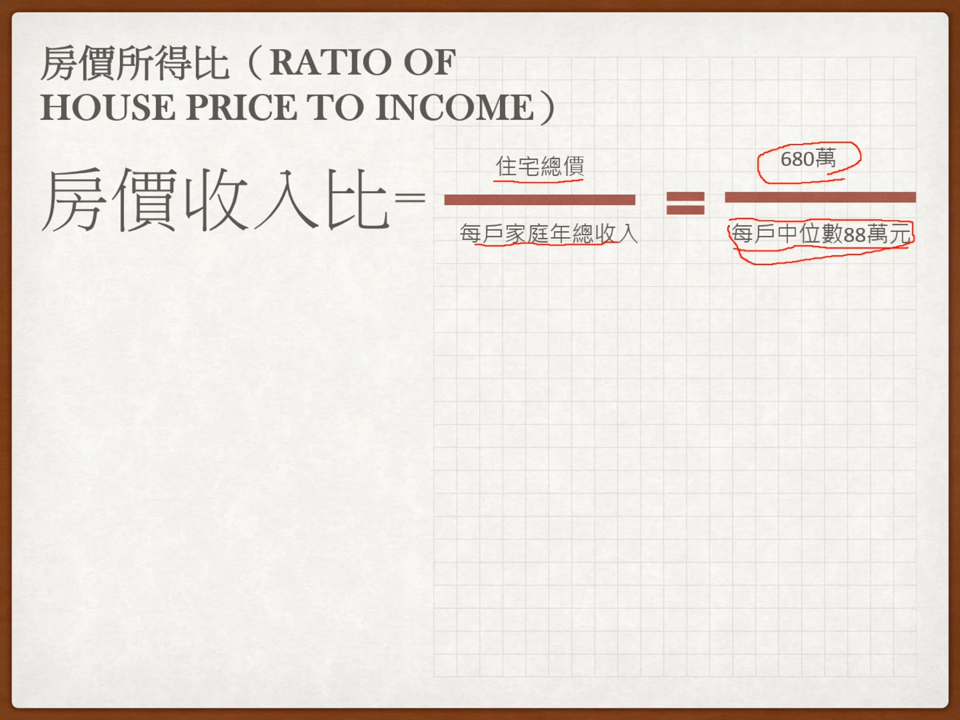 房價所得比（RATIO OF
HOUSE PRICE TO INCOME）
房價收入比=
住宅總價
每戶家庭年總收入
=
680萬
每戶中位數88萬元